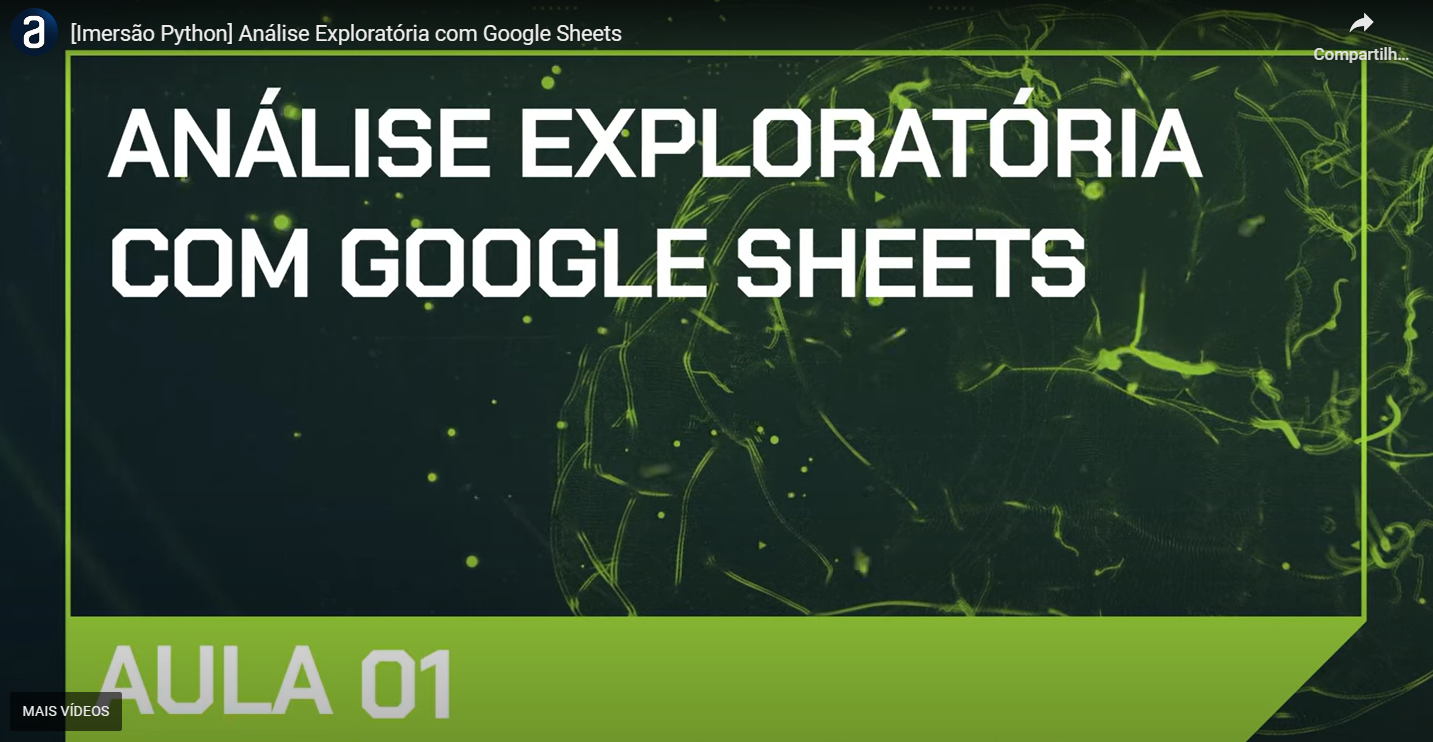 a
[Imersão Python] Análise Exploratória com Google Sheets
Compartilh...
ANÁLISE EXPLORATÓRIA
COM GOOGLE SHEETS
AULA 01
MAIS VÍDEOS